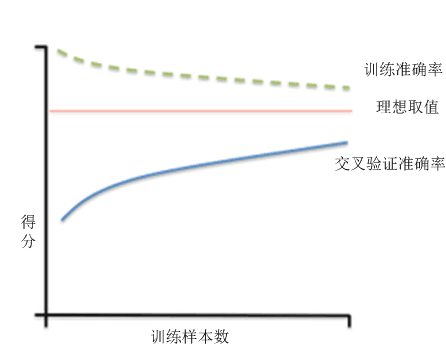 训练准确率
理想取值
交叉验证准确率
得
分
训练样本数